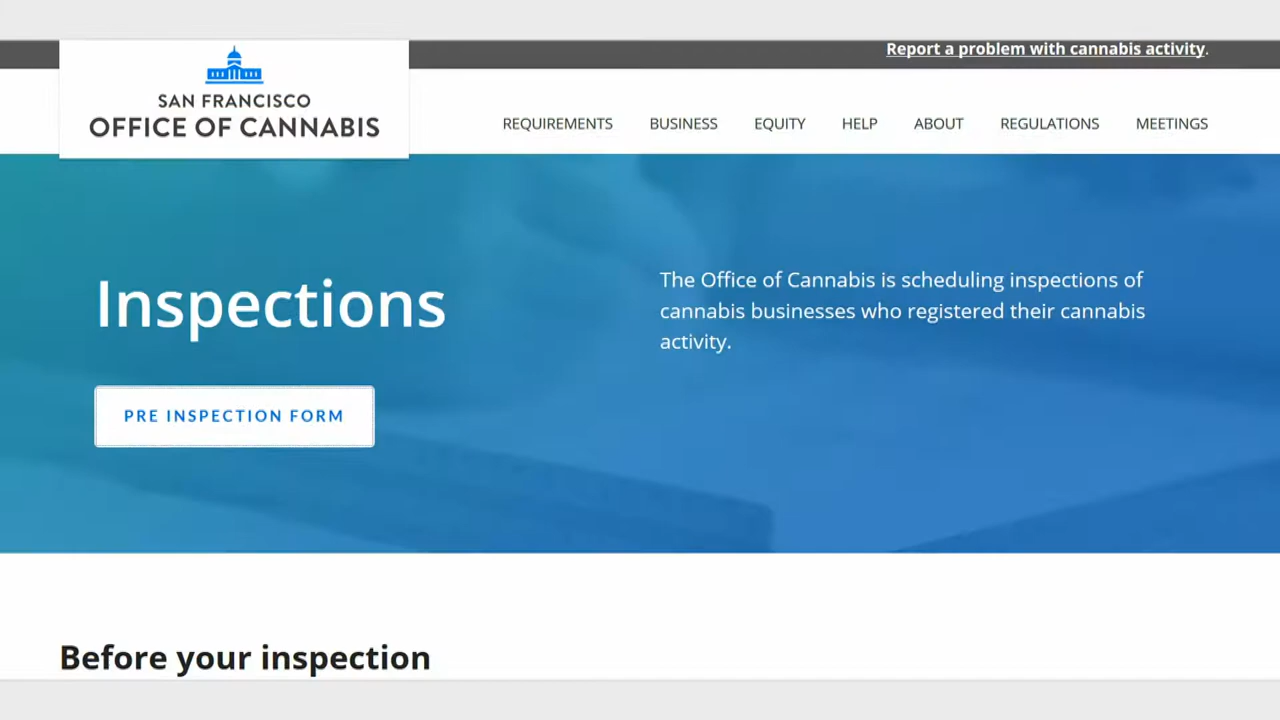 Report a problem with cannabis activity.
SAN FRANCISCO
OFFICE OF CANNABIS
REQUIREMENTS BUSINESS EQUITY HELP ABOUT REGULATIONS MEETINGS
Inspections
The Office of Cannabis is scheduling inspections of
cannabis businesses who registered their cannabis
activity.
PRE INSPECTION FORM
Before your inspection